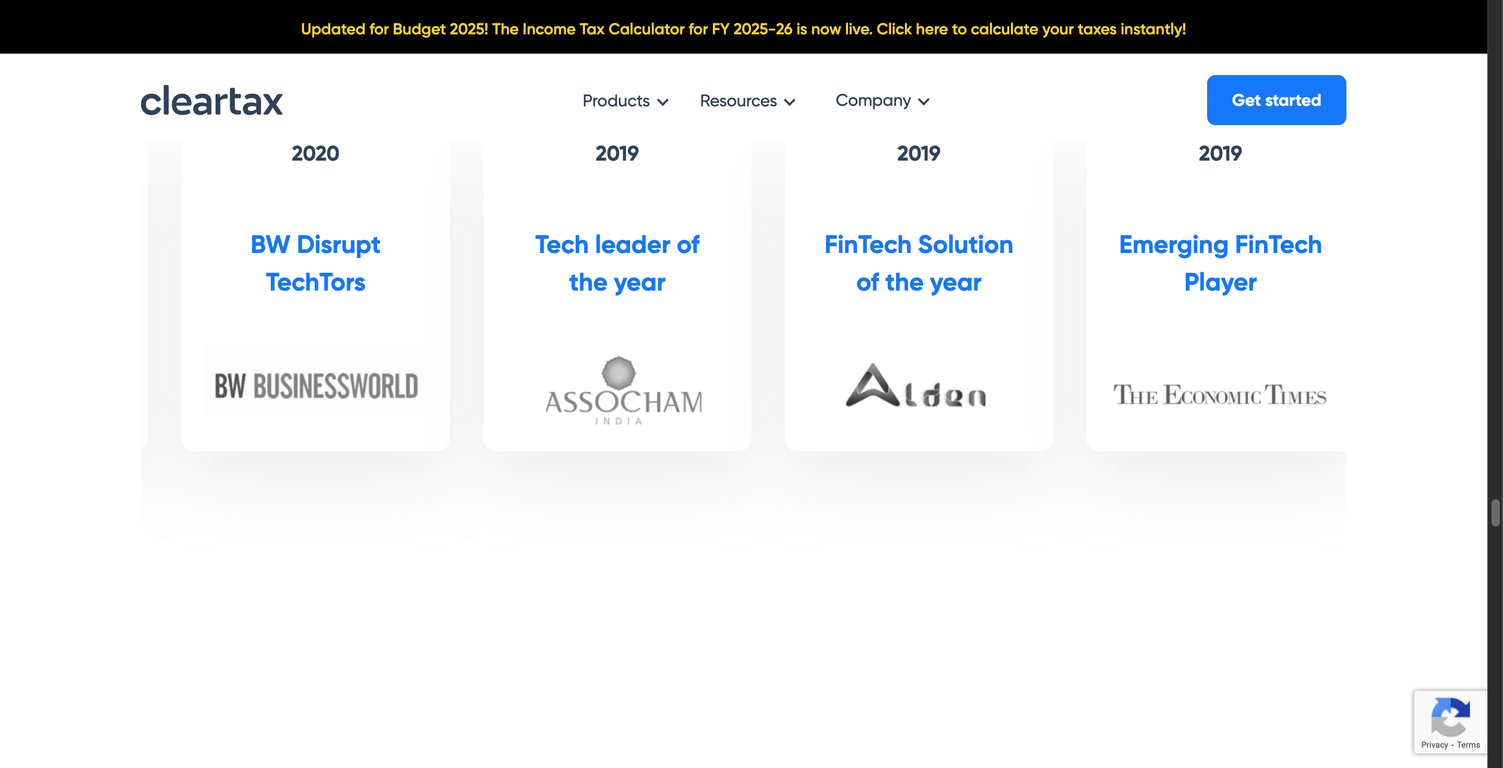 Updated for Budget 2025! The Income Tax Calculator for FY 2025-26 is now live. Click here to calculate your taxes instantly!
cleartax
Products
Resources
Company
Get started
2020
2019
2019
2019
BW Disrupt
TechTors
Tech leader of
the year
FinTech Solution
of the year
Emerging FinTech
Player
BW BUSINESSWORLD
ASSOCHAM
INDIA
Alden
THE ECONOMIC TIMES
Privacy - Terms